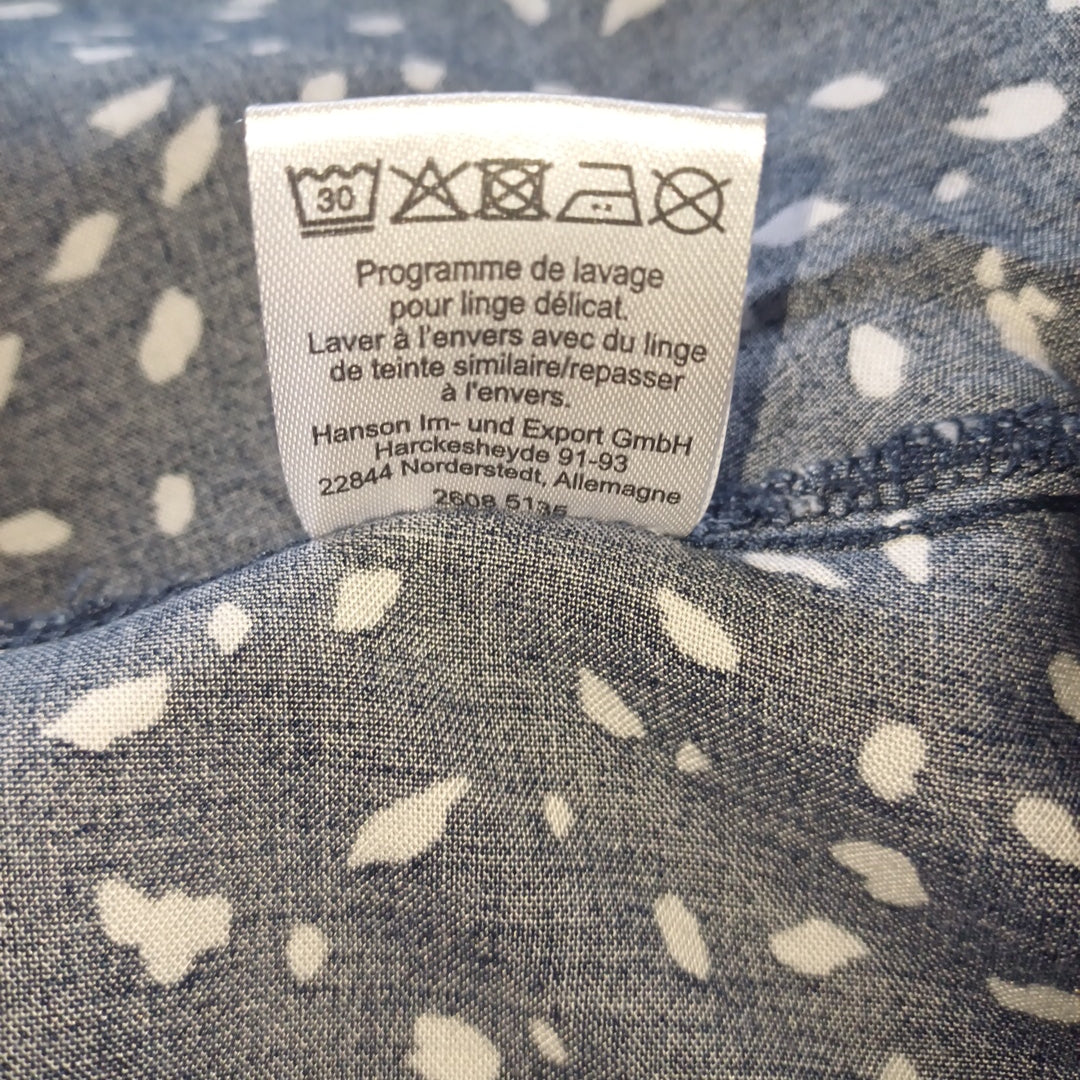 30
Programme de lavage
pour linge délicat.
Laver à l'envers avec du linge
de teinte similaire/repasser
à l'envers.
Hanson Im- und Export GmbH
Harckesheyde 91-93
22844 Norderstedt, Allemagne
2608